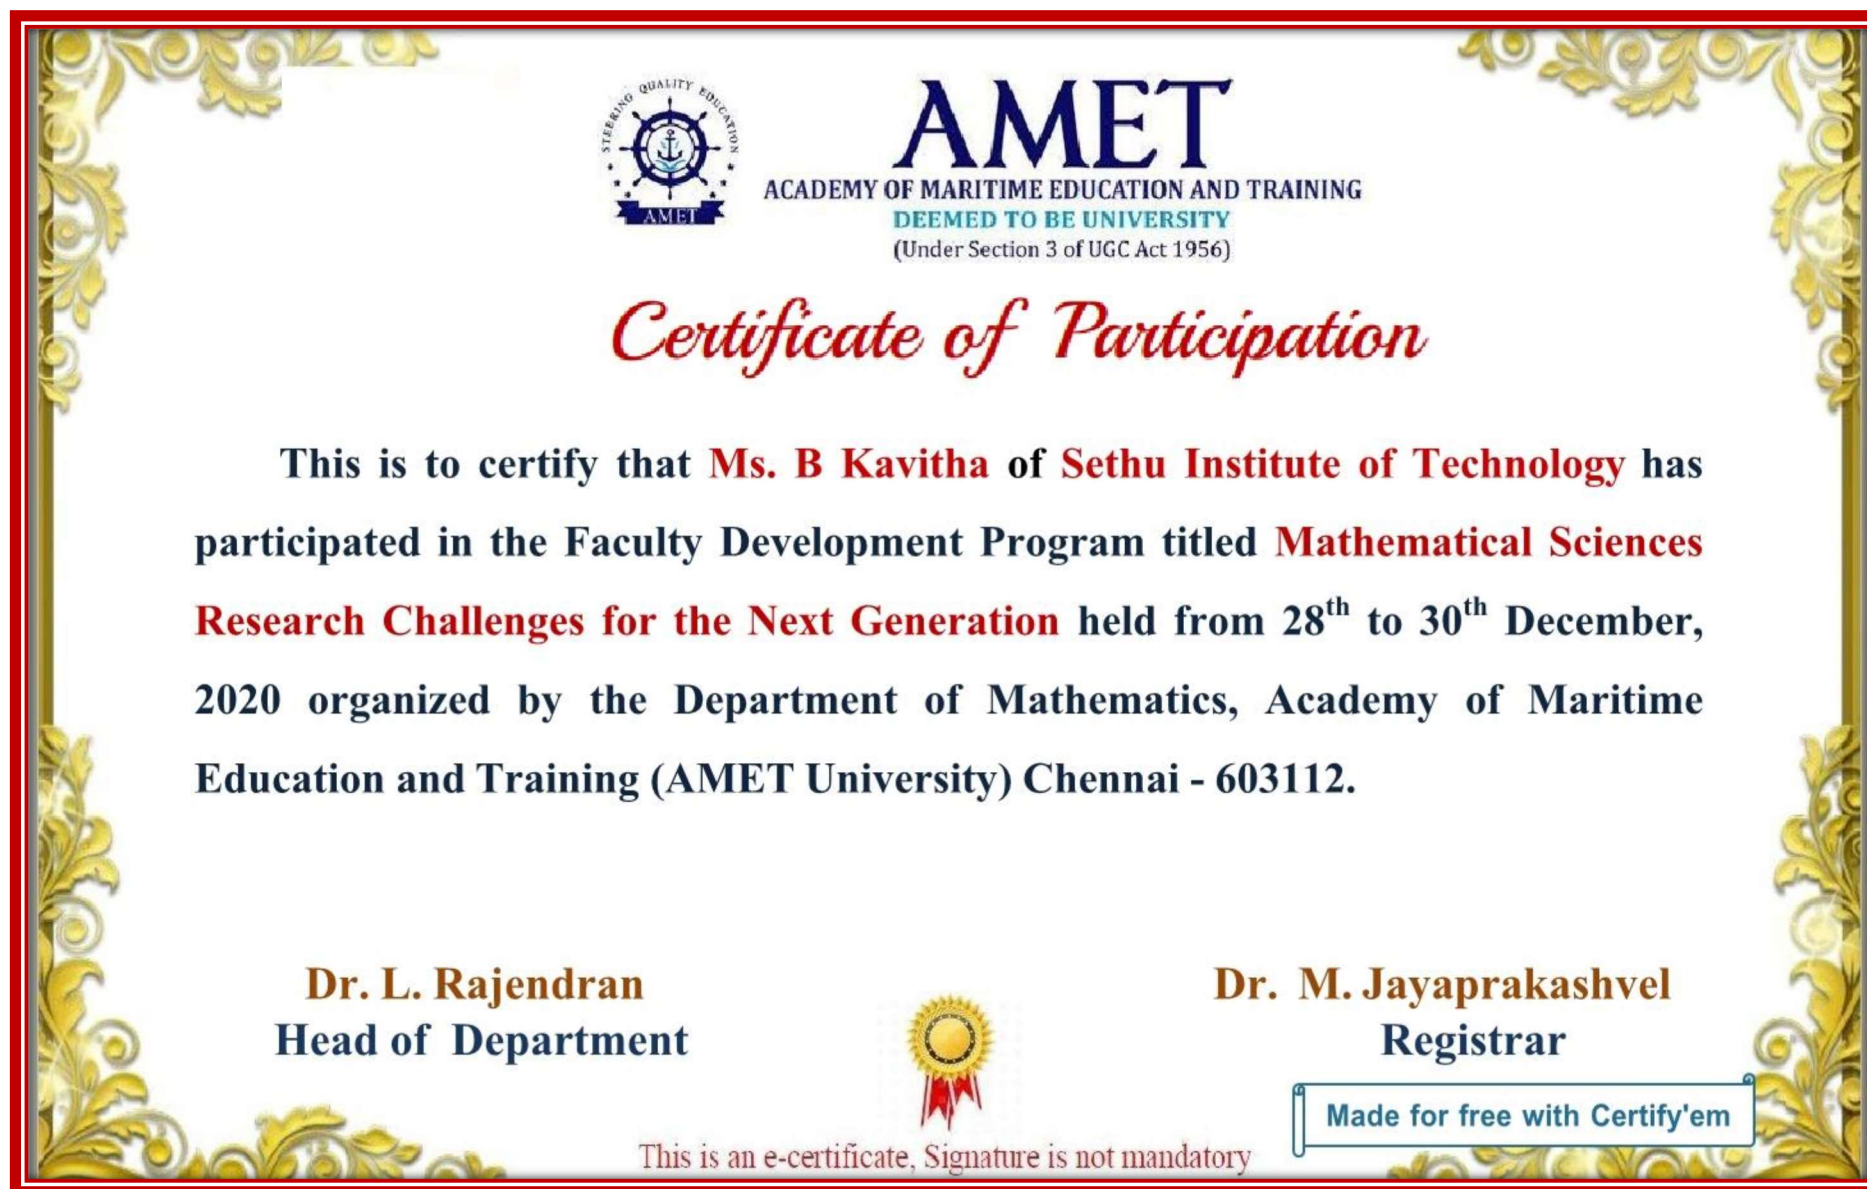 STEERING QUALITY EDUCATION
AMET
AMET
ACADEMY OF MARITIME EDUCATION AND TRAINING
DEEMED TO BE UNIVERSITY
(Under Section 3 of UGC Act 1956)
Certificate of Participation
This is to certify that Ms. B Kavitha of Sethu Institute of Technology has
participated in the Faculty Development Program titled Mathematical Sciences
Research Challenges for the Next Generation held from 28th to 30th December,
2020 organized by the Department of Mathematics, Academy of Maritime
Education and Training (AMET University) Chennai - 603112.
Dr. L. Rajendran
Head of Department
Dr. M. Jayaprakashvel
Registrar
Made for free with Certify'em
This is an e-certificate, Signature is not mandatory